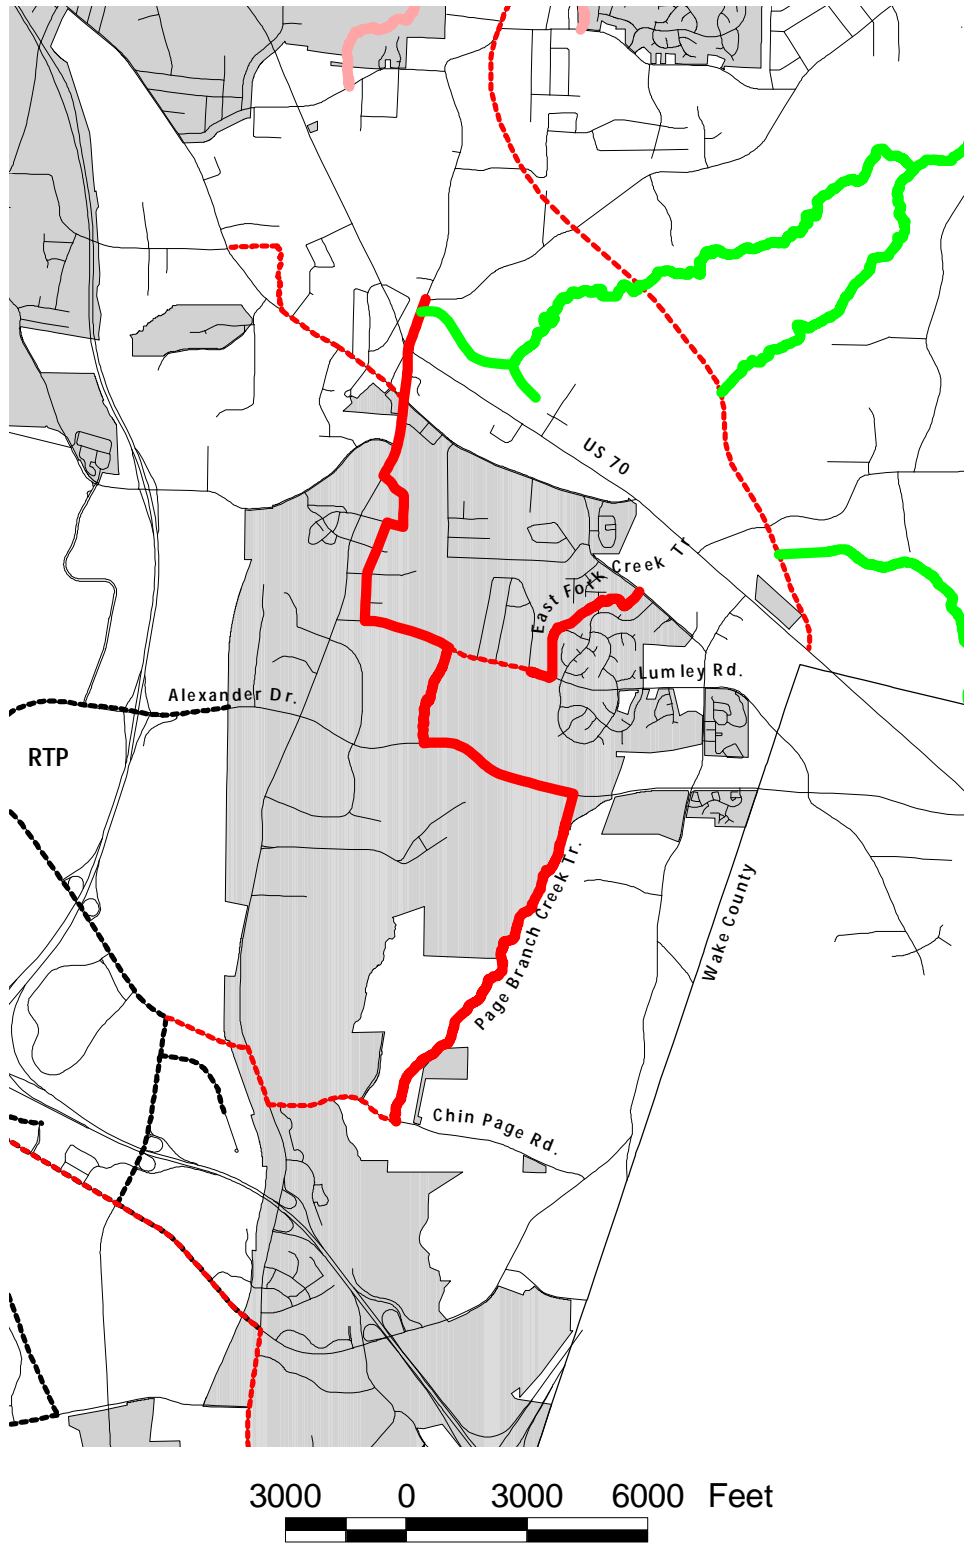 US 70
East Fork Creek Tr
Lumley Rd.
Alexander Dr.
RTP
Page Branch Creek Tr.
Wake County
Chin Page Rd.
3000 0 3000 6000 Feet